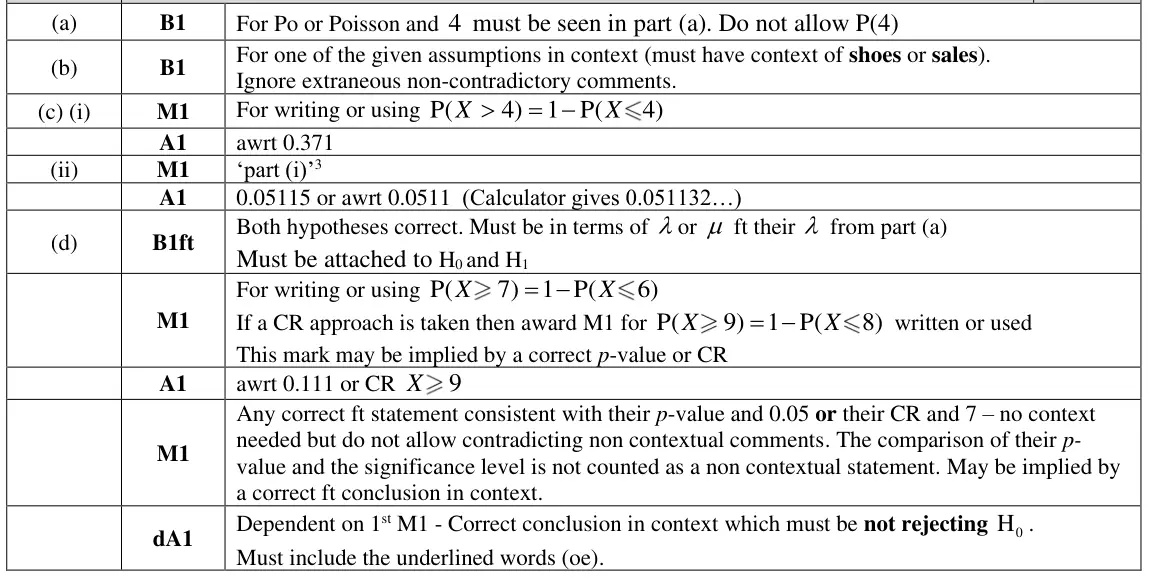 (a) B1 For Po or Poisson and 4 must be seen in part (a). Do not allow P(4)
(b) B1 For one of the given assumptions in context (must have context of shoes or sales).
Ignore extraneous non-contradictory comments.
(c) (i) M1 For writing or using P(X > 4) = 1 − P(X ⩽ 4)
A1 awrt 0.371
(ii) M1 ‘part (i)’³
A1 0.05115 or awrt 0.0511 (Calculator gives 0.051132…)
(d) B1ft Both hypotheses correct. Must be in terms of λ or μ ft their λ from part (a)
Must be attached to H₀ and H₁
M1 For writing or using P(X ⩾ 7) = 1 − P(X ⩽ 6)
If a CR approach is taken then award M1 for P(X ⩾ 9) = 1 − P(X ⩽ 8) written or used
This mark may be implied by a correct p-value or CR
A1 awrt 0.111 or CR X ⩾ 9
M1 Any correct ft statement consistent with their p-value and 0.05 or their CR and 7 – no context
needed but do not allow contradicting non contextual comments. The comparison of their p-
value and the significance level is not counted as a non contextual statement. May be implied by
a correct ft conclusion in context.
dA1 Dependent on 1st M1 - Correct conclusion in context which must be not rejecting H₀ .
Must include the underlined words (oe).